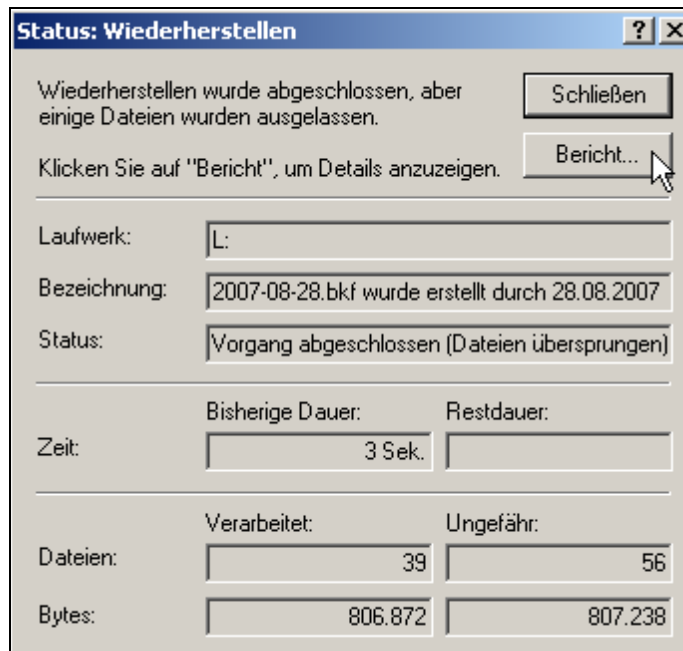 Status: Wiederherstellen
Wiederherstellen wurde abgeschlossen, aber
einige Dateien wurden ausgelassen.
Schließen
Klicken Sie auf "Bericht", um Details anzuzeigen.
Bericht...
Laufwerk: L:
Bezeichnung: 2007-08-28.bkf wurde erstellt durch 28.08.2007
Status: Vorgang abgeschlossen (Dateien übersprungen)
Bisherige Dauer: Restdauer:
Zeit: 3 Sek.
Verarbeitet: Ungefähr:
Dateien: 39 56
Bytes: 806.872 807.238